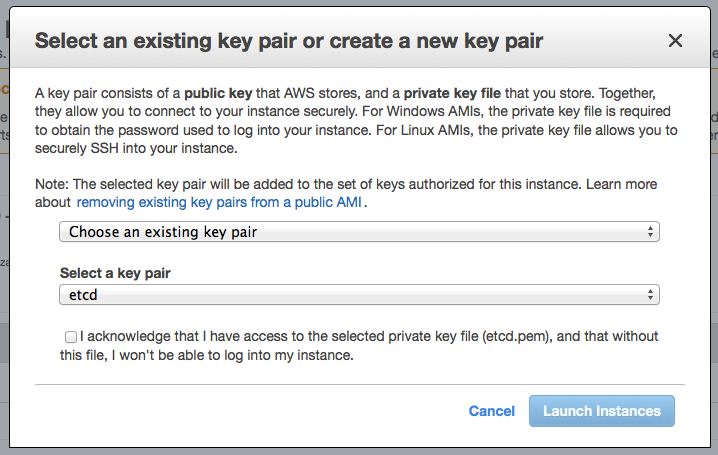 Select an existing key pair or create a new key pair
A key pair consists of a public key that AWS stores, and a private key file that you store. Together,
they allow you to connect to your instance securely. For Windows AMIs, the private key file is required
to obtain the password used to log into your instance. For Linux AMIs, the private key file allows you to
securely SSH into your instance.
Note: The selected key pair will be added to the set of keys authorized for this instance. Learn more
about removing existing key pairs from a public AMI.
Choose an existing key pair
Select a key pair
etcd
I acknowledge that I have access to the selected private key file (etcd.pem), and that without
this file, I won't be able to log into my instance.
Cancel
Launch Instances